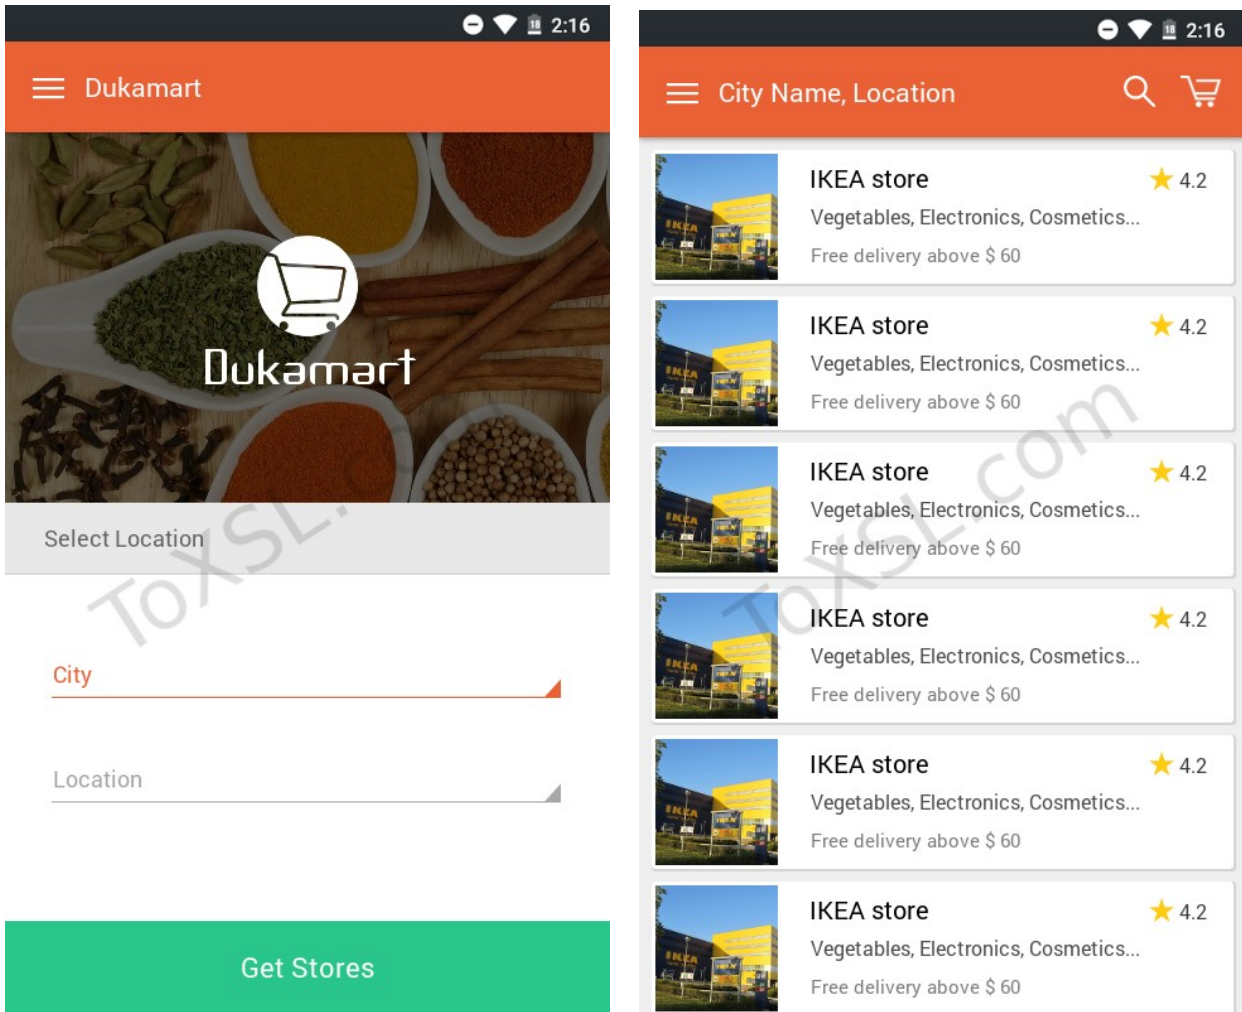 2:16
Dukamart
Dukamart
Select Location
City
Location
Get Stores
ToXSL.com
2:16
City Name, Location
IKEA store
4.2
Vegetables, Electronics, Cosmetics...
Free delivery above $ 60
IKEA store
4.2
Vegetables, Electronics, Cosmetics...
Free delivery above $ 60
IKEA store
4.2
Vegetables, Electronics, Cosmetics...
Free delivery above $ 60
IKEA store
4.2
Vegetables, Electronics, Cosmetics...
Free delivery above $ 60
IKEA store
4.2
Vegetables, Electronics, Cosmetics...
Free delivery above $ 60
IKEA store
4.2
Vegetables, Electronics, Cosmetics...
Free delivery above $ 60
ToXSL.com